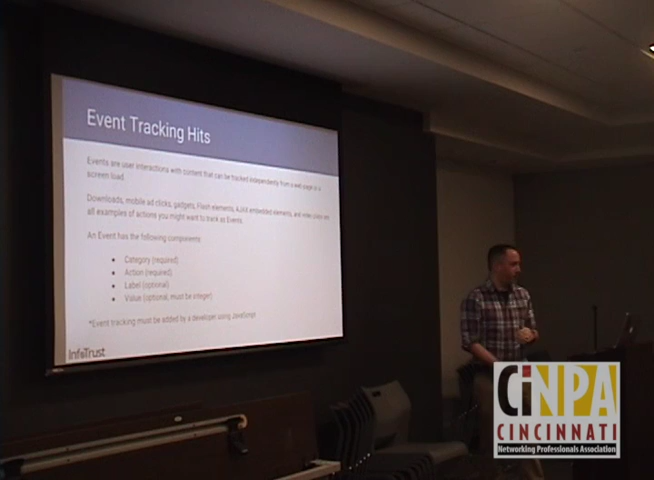 Event Tracking Hits
Events are user interactions with content that can be tracked independently from a web page or a
screen load.
Downloads, mobile ad clicks, gadgets, Flash elements, AJAX embedded elements, and video plays are
all examples of actions you might want to track as Events.
An Event has the following components:
• Category (required)
• Action (required)
• Label (optional)
• Value (optional, must be integer)
*Event tracking must be added by a developer using JavaScript
InfoTrust
CiNPA
CINCINNATI
Networking Professionals Association